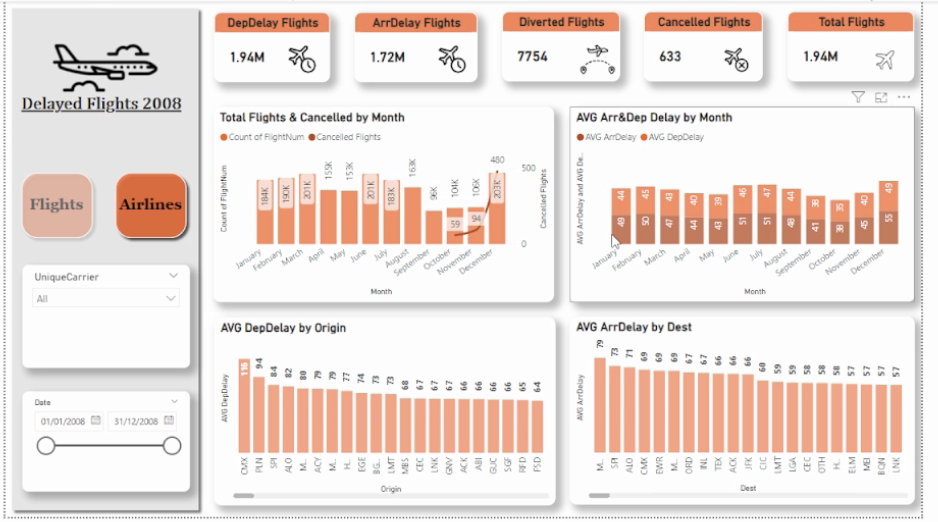 DepDelay Flights
1.94M
ArrDelay Flights
1.72M
Diverted Flights
7754
Cancelled Flights
633
Total Flights
1.94M
Delayed Flights 2008
Flights
Airlines
UniqueCarrier
All
Date
01/01/2008
31/12/2008
Total Flights & Cancelled by Month
Count of FlightNum Cancelled Flights
Count of FlightNum
184K 190K 201K 155K 153K 201K 183K 163K 96K 104K 106K 203K
59 94 480
500
0
Cancelled Flights
January February March April May June July August September October November December
Month
AVG Arr&Dep Delay by Month
AVG ArrDelay AVG DepDelay
AVG ArrDelay and AVG De...
44 45 43 40 39 46 47 44 38 35 40 49
49 50 47 44 43 51 51 48 41 38 45 55
January February March April May June July August September October November December
Month
AVG DepDelay by Origin
AVG DepDelay
116 94 84 82 80 79 79 77 74 73 73 68 67 67 67 66 66 66 66 65 64
CMX PLN SPI ALO M... ACY M... H... EGE BG... LMT MBS CEC LNK GNV ACK ABI GUC SGF RFD FSD
Origin
AVG ArrDelay by Dest
AVG ArrDelay
79 73 71 69 69 69 67 67 66 66 66 60 59 59 58 58 58 57 57 57 57
M... SPI ALO CMX EWR M... ORD INL TEX ACK JFK CIC LMT LGA CEC OTH H... ELM MEI BQN LNK
Dest